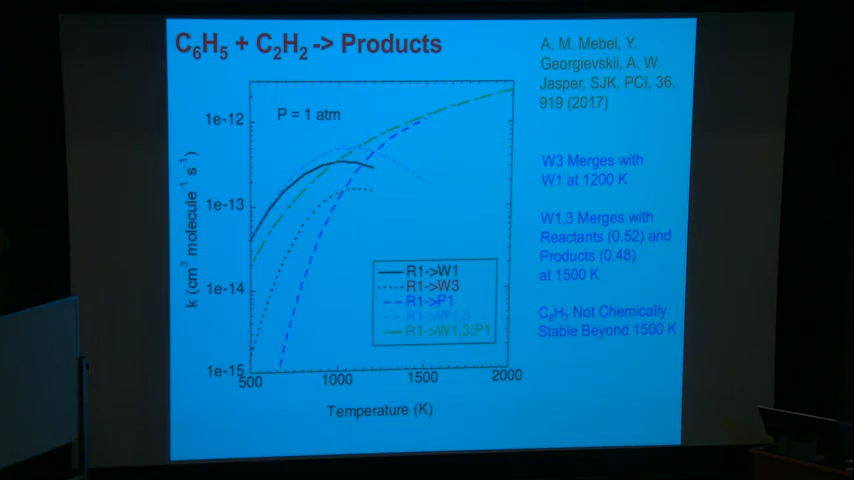 C6H5 + C2H2 -> Products
A. M. Mebel, Y.
Georgievskii, A. W.
Jasper, SJK, PCI, 36,
919 (2017)
P = 1 atm
1e-12
1e-13
1e-14
1e-15
k (cm3 molecule-1 s-1)
W3 Merges with
W1 at 1200 K
W1,3 Merges with
Reactants (0.52) and
Products (0.48)
at 1500 K
C8H7 Not Chemically
Stable Beyond 1500 K
R1->W1
R1->W3
R1->P1
R1->W1,3
R1->W1,3;P1
500
1000
1500
2000
Temperature (K)